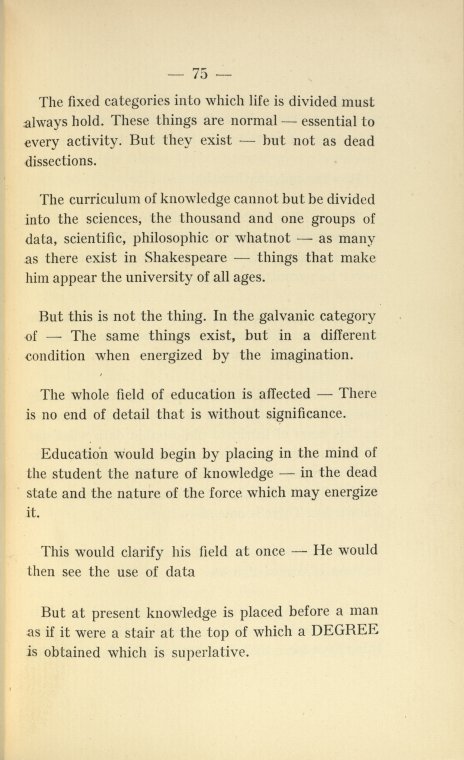 — 75 —
The fixed categories into which life is divided must
always hold. These things are normal — essential to
every activity. But they exist — but not as dead
dissections.
The curriculum of knowledge cannot but be divided
into the sciences, the thousand and one groups of
data, scientific, philosophic or whatnot — as many
as there exist in Shakespeare — things that make
him appear the university of all ages.
But this is not the thing. In the galvanic category
of — The same things exist, but in a different
condition when energized by the imagination.
The whole field of education is affected — There
is no end of detail that is without significance.
Education would begin by placing in the mind of
the student the nature of knowledge — in the dead
state and the nature of the force which may energize
it.
This would clarify his field at once — He would
then see the use of data
But at present knowledge is placed before a man
as if it were a stair at the top of which a DEGREE
is obtained which is superlative.